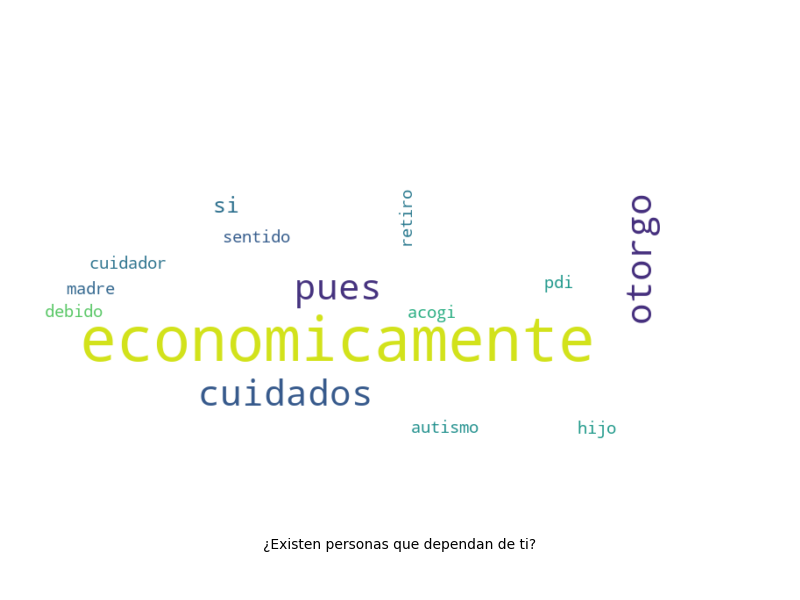 si
retiro
otorgo
sentido
cuidador
madre
pues
pdi
debido
acogi
economicamente
cuidados
autismo
hijo
¿Existen personas que dependan de ti?